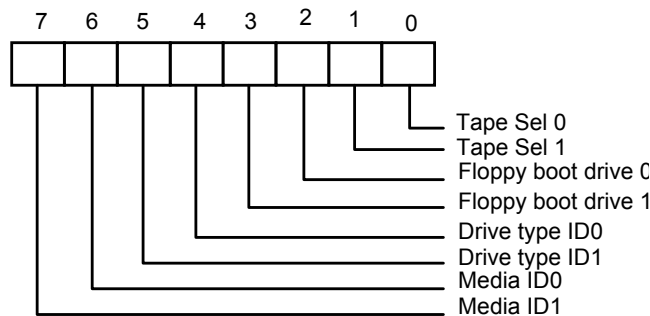 7 6 5 4 3 2 1 0
Tape Sel 0
Tape Sel 1
Floppy boot drive 0
Floppy boot drive 1
Drive type ID0
Drive type ID1
Media ID0
Media ID1